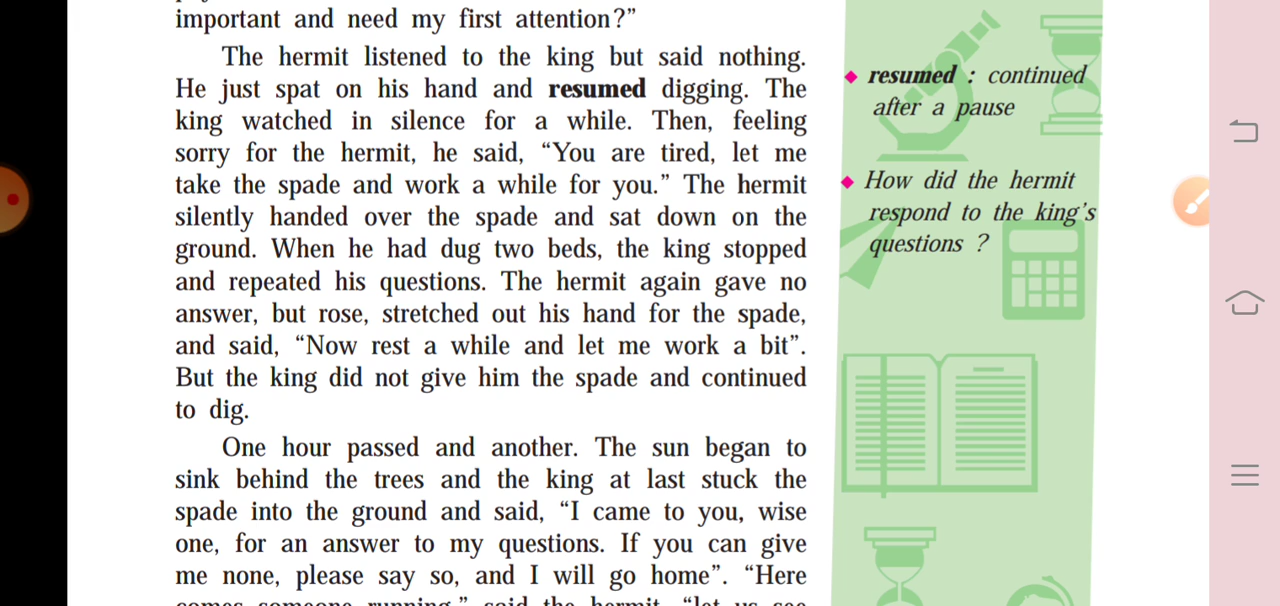 important and need my first attention?”
The hermit listened to the king but said nothing.
He just spat on his hand and resumed digging. The
king watched in silence for a while. Then, feeling
sorry for the hermit, he said, “You are tired, let me
take the spade and work a while for you.” The hermit
silently handed over the spade and sat down on the
ground. When he had dug two beds, the king stopped
and repeated his questions. The hermit again gave no
answer, but rose, stretched out his hand for the spade,
and said, “Now rest a while and let me work a bit”.
But the king did not give him the spade and continued
to dig.
One hour passed and another. The sun began to
sink behind the trees and the king at last stuck the
spade into the ground and said, “I came to you, wise
one, for an answer to my questions. If you can give
me none, please say so, and I will go home”. “Here
comes someone running,” said the hermit, “let us see
resumed : continued
after a pause
How did the hermit
respond to the king’s
questions ?